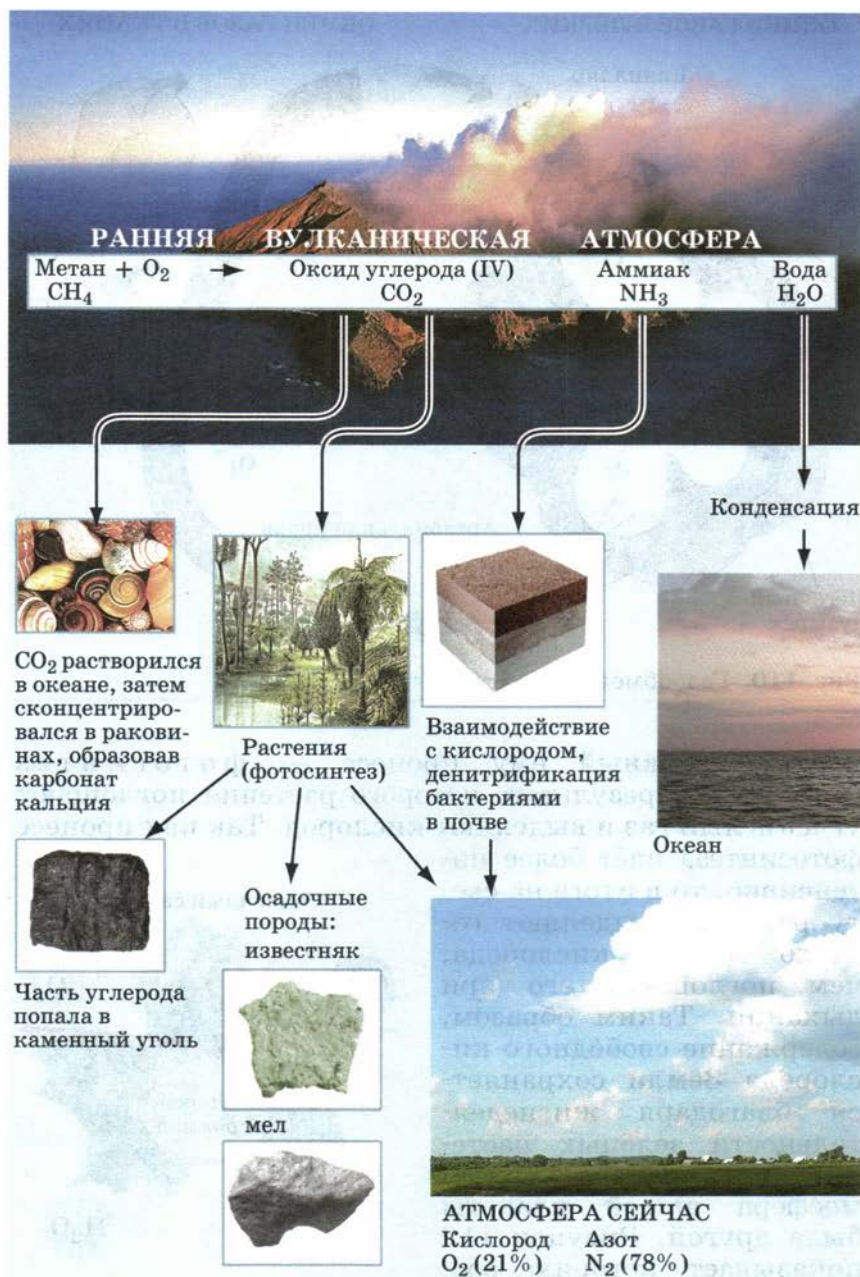 РАННЯЯ ВУЛКАНИЧЕСКАЯ АТМОСФЕРА
Метан + O₂ → Оксид углерода (IV) Аммиак Вода
CH₄ CO₂ NH₃ H₂O
Конденсация
CO₂ растворился
в океане, затем
сконцентриро-
вался в ракови-
нах, образовав
карбонат
кальция
Растения
(фотосинтез)
Взаимодействие
с кислородом,
денитрификация
бактериями
в почве
Океан
Часть углерода
попала в
каменный уголь
Осадочные
породы:
известняк
мел
АТМОСФЕРА СЕЙЧАС
Кислород Азот
O₂ (21%) N₂ (78%)